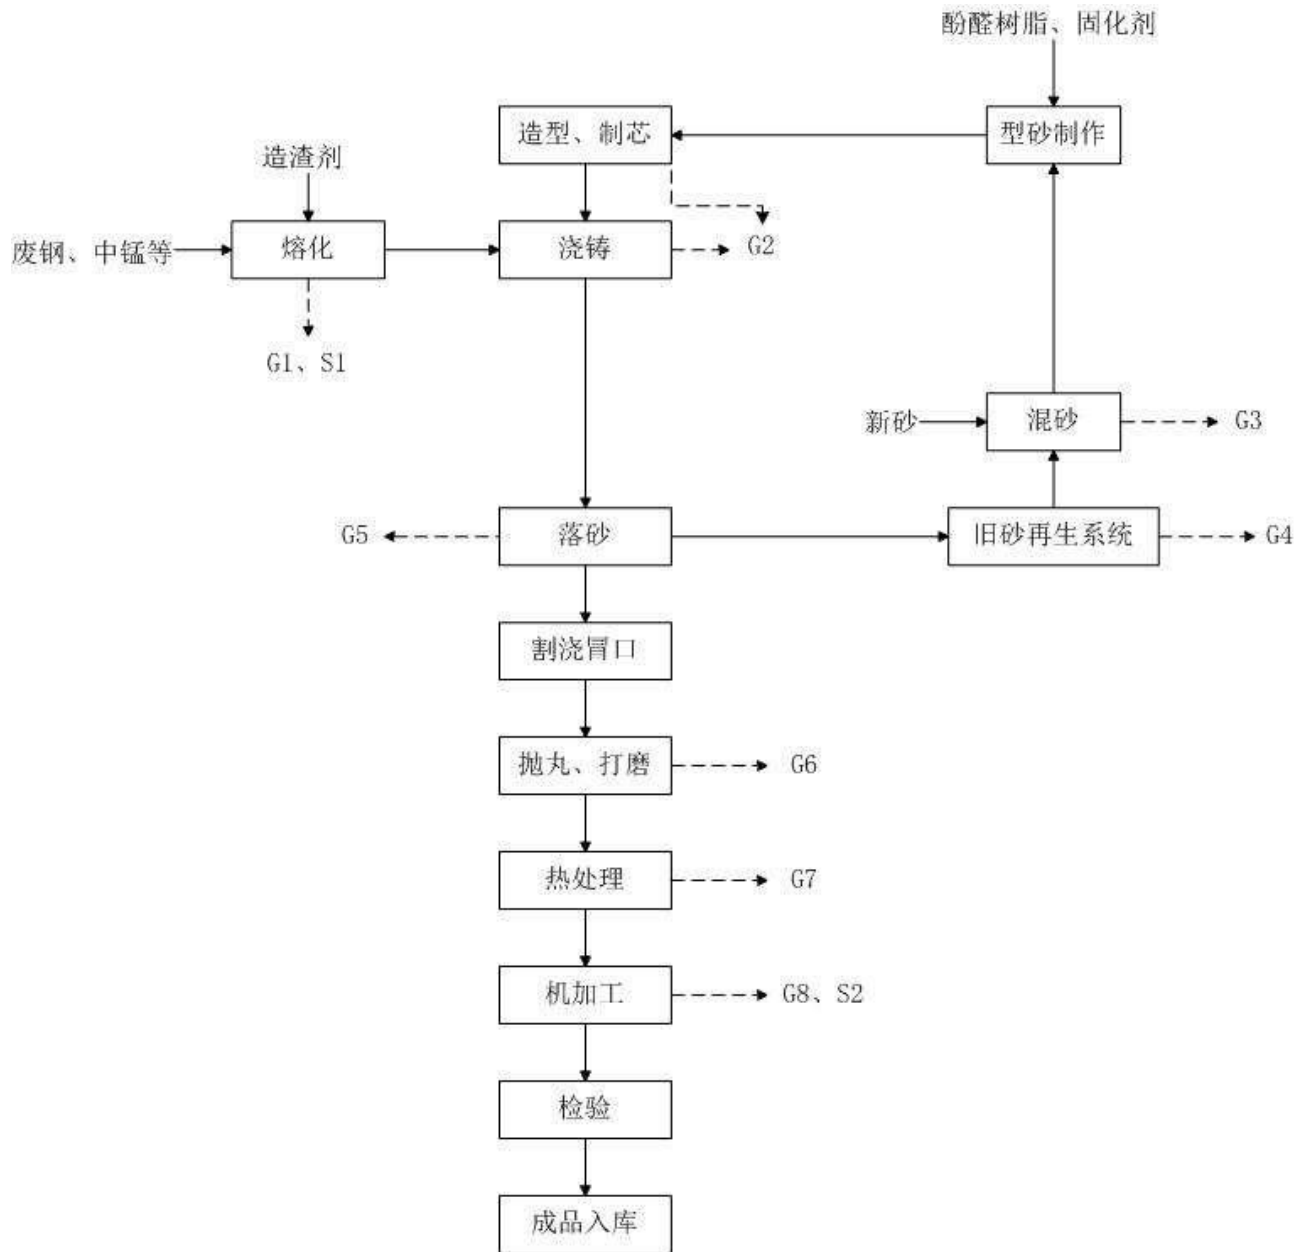 酚醛树脂、固化剂
造型、制芯
型砂制作
造渣剂
废钢、中锰等
熔化
浇铸
G2
G1、S1
新砂
混砂
G3
G5
落砂
旧砂再生系统
G4
割浇冒口
抛丸、打磨
G6
热处理
G7
机加工
G8、S2
检验
成品入库